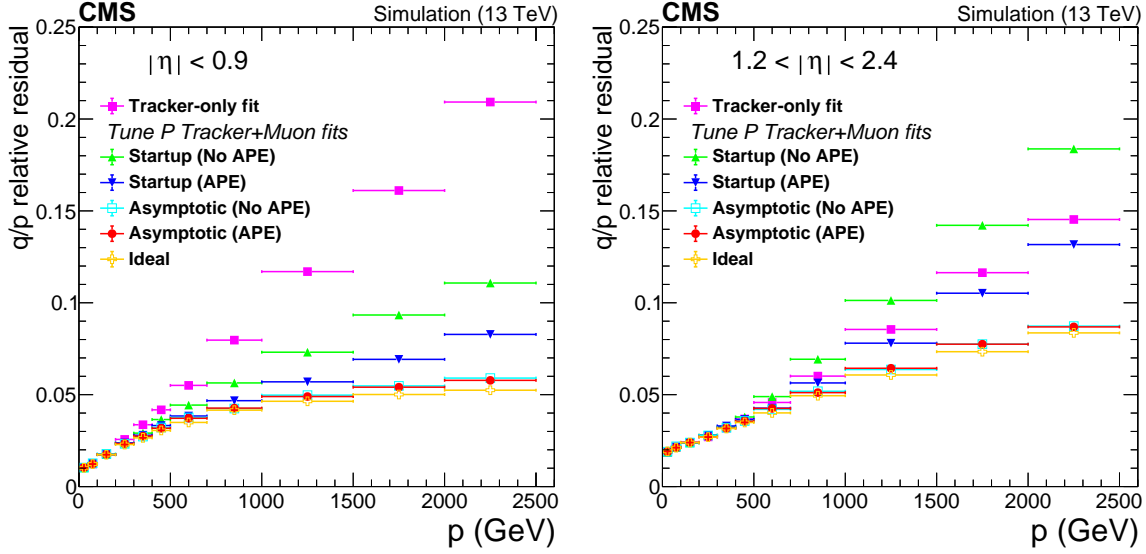 CMS Simulation (13 TeV)
|η| < 0.9
Tracker-only fit
Tune P Tracker+Muon fits
Startup (No APE)
Startup (APE)
Asymptotic (No APE)
Asymptotic (APE)
Ideal
q/p relative residual
0.25
0.2
0.15
0.1
0.05
0
0 500 1000 1500 2000 2500
p (GeV)
CMS Simulation (13 TeV)
1.2 < |η| < 2.4
Tracker-only fit
Tune P Tracker+Muon fits
Startup (No APE)
Startup (APE)
Asymptotic (No APE)
Asymptotic (APE)
Ideal
q/p relative residual
0.25
0.2
0.15
0.1
0.05
0
0 500 1000 1500 2000 2500
p (GeV)